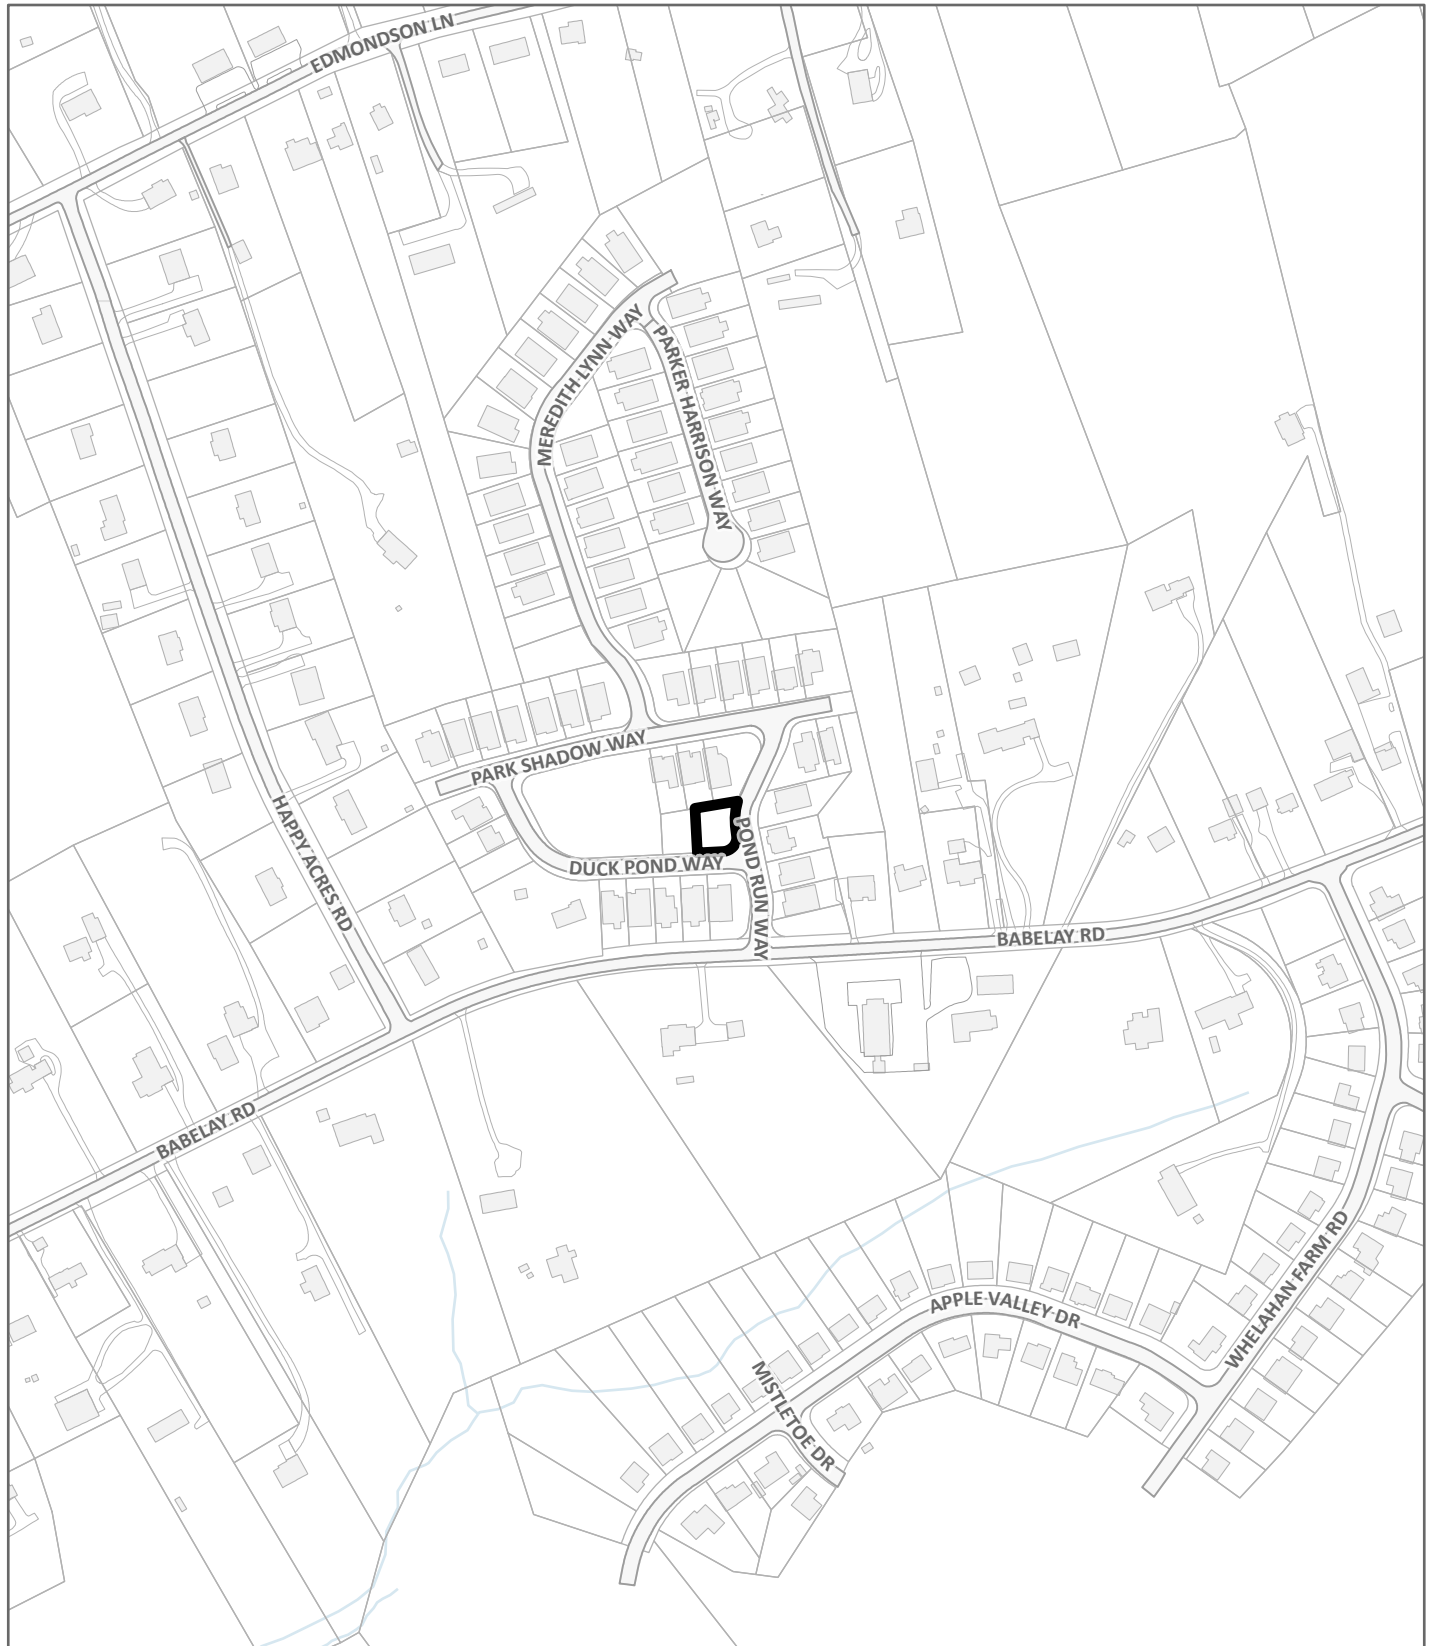 EDMONDSON LN
MEREDITH LYNN WAY
PARKER HARRISON WAY
PARK SHADOW WAY
HAPPY ACRES RD
DUCK POND WAY
POND RUN WAY
BABELAY RD
BABELAY RD
WHELAHAN FARM RD
APPLE VALLEY DR
MISTLETOE DR